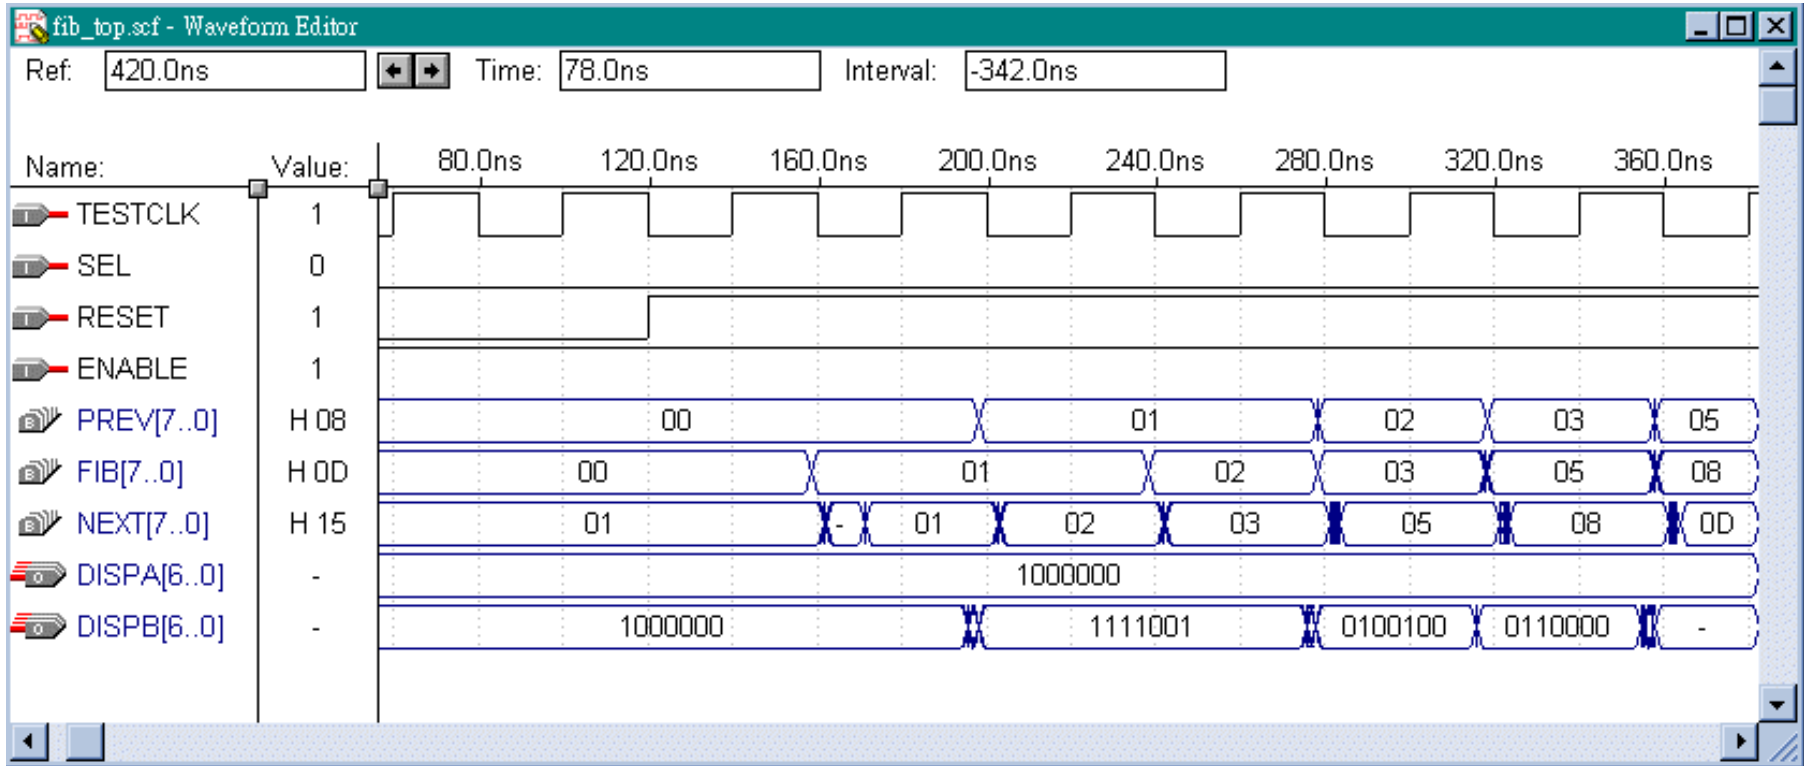 fib_top.scf - Waveform Editor
Ref: 420.0ns Time: 78.0ns Interval: -342.0ns
Name: Value: 80.0ns 120.0ns 160.0ns 200.0ns 240.0ns 280.0ns 320.0ns 360.0ns
TESTCLK 1
SEL 0
RESET 1
ENABLE 1
PREV[7..0] H 08 00 01 02 03 05
FIB[7..0] H 0D 00 01 02 03 05 08
NEXT[7..0] H 15 01 - 01 02 03 05 08 0D
DISPA[6..0] - 1000000
DISPB[6..0] - 1000000 1111001 0100100 0110000 -